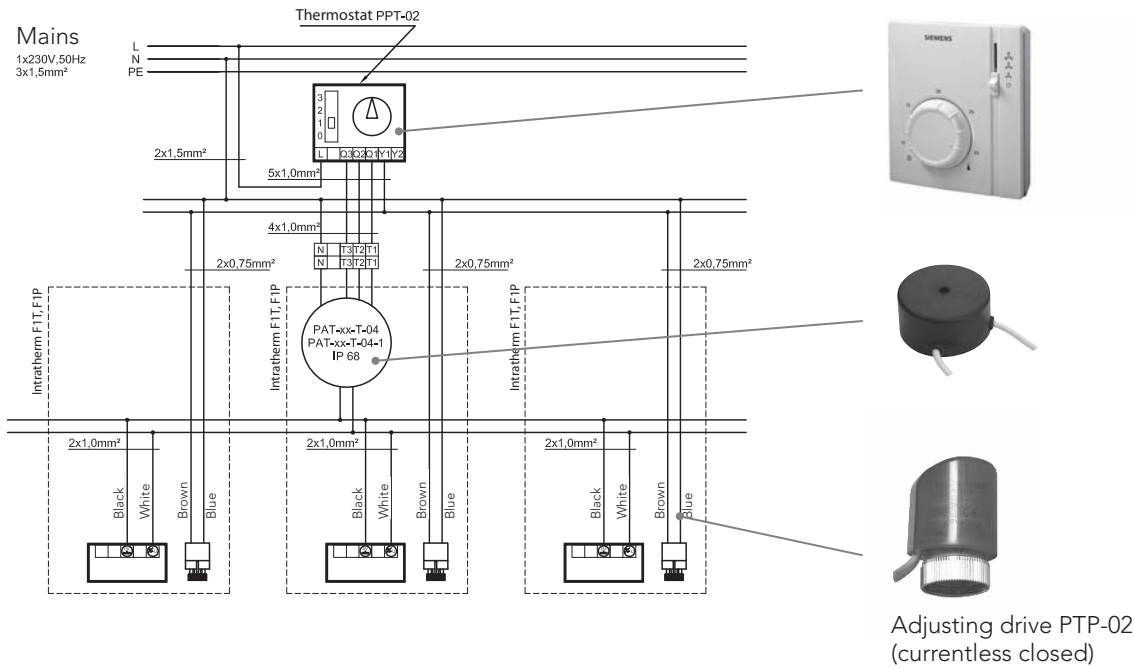 Thermostat PPT-02
Mains
1x230V,50Hz
3x1,5mm²
L
N
PE
3
2
1
0
L Q3 Q2 Q1 Y1 Y2
2x1,5mm²
5x1,0mm²
4x1,0mm²
N T3 T2 T1
N T3 T2 T1
2x0,75mm²
2x0,75mm²
2x0,75mm²
Intratherm F1T, F1P
Intratherm F1T, F1P
Intratherm F1T, F1P
PAT-xx-T-04
PAT-xx-T-04-1
IP 68
2x1,0mm²
2x1,0mm²
2x1,0mm²
Black
White
Brown
Blue
Black
White
Brown
Blue
Black
White
Brown
Blue
SIEMENS
Adjusting drive PTP-02
(currentless closed)